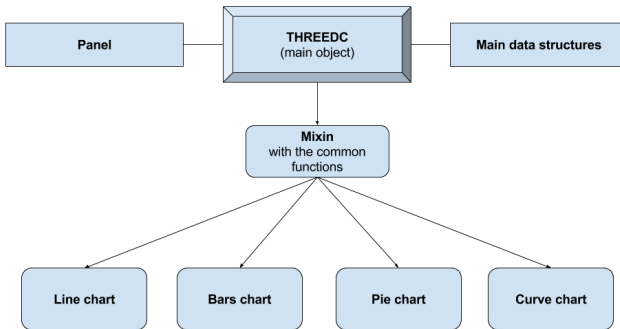 Panel
THREEDC
(main object)
Main data structures
Mixin
with the common
functions
Line chart
Bars chart
Pie chart
Curve chart